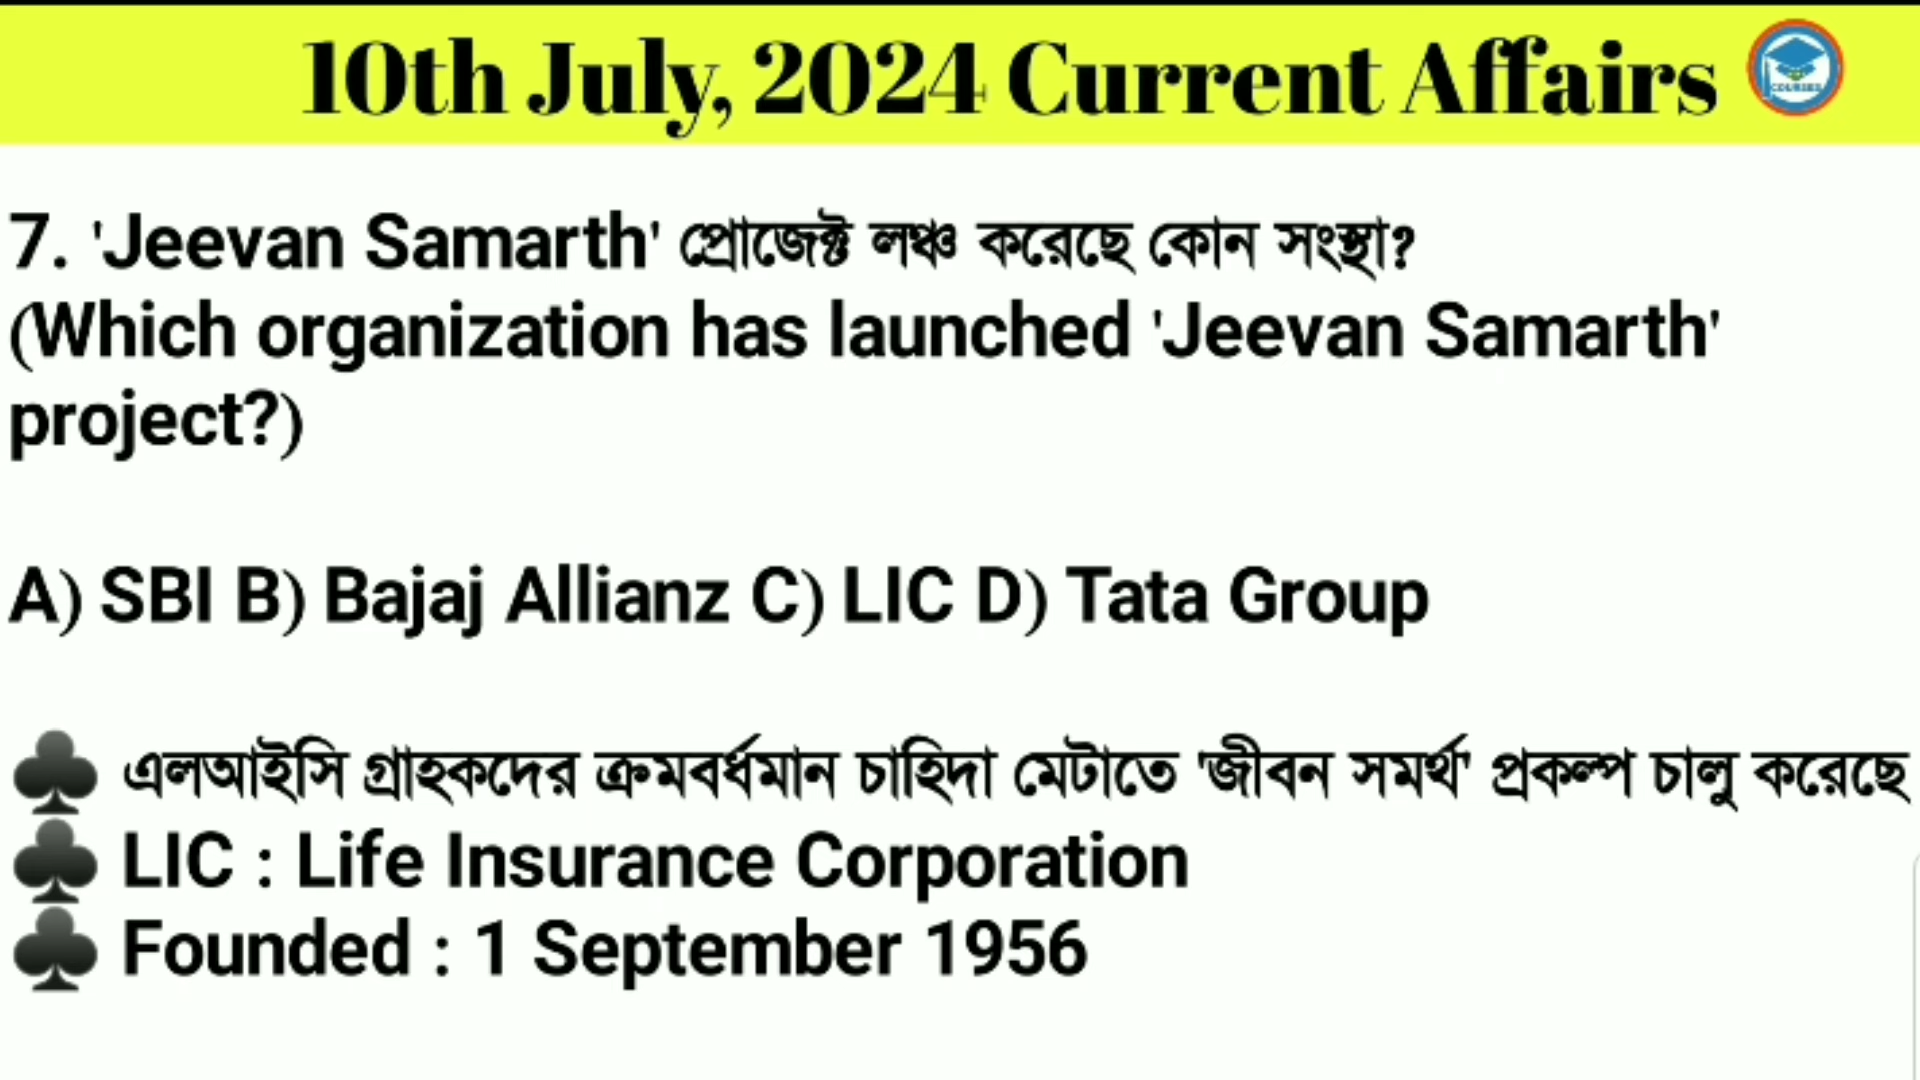 10th July, 2024 Current Affairs
COURSES
7. 'Jeevan Samarth' প্রোজেক্ট লঞ্চ করেছে কোন সংস্থা?
(Which organization has launched 'Jeevan Samarth'
project?)
A) SBI B) Bajaj Allianz C) LIC D) Tata Group
♣ এলআইসি গ্রাহকদের ক্রমবর্ধমান চাহিদা মেটাতে 'জীবন সমর্থ' প্রকল্প চালু করেছে
♣ LIC : Life Insurance Corporation
♣ Founded : 1 September 1956